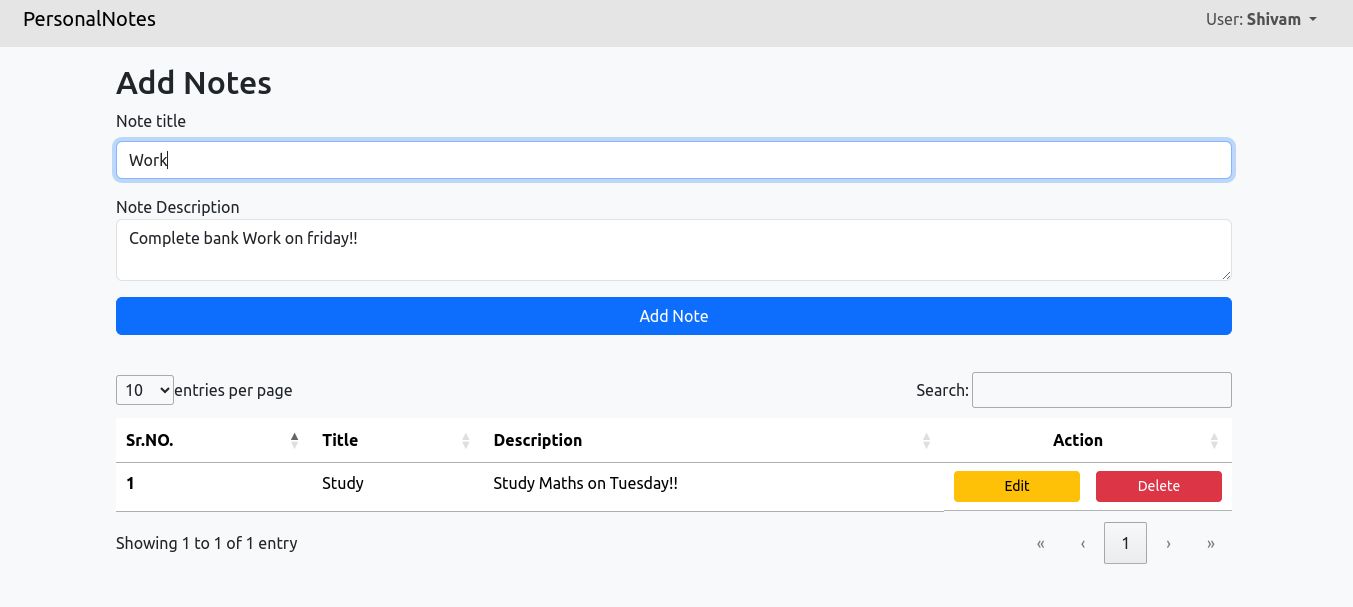 PersonalNotes User: Shivam
Add Notes
Note title
Work
Note Description
Complete bank Work on friday!!
Add Note
10 entries per page Search:
Sr.NO. Title Description Action
1 Study Study Maths on Tuesday!! Edit Delete
Showing 1 to 1 of 1 entry « ‹ 1 › »